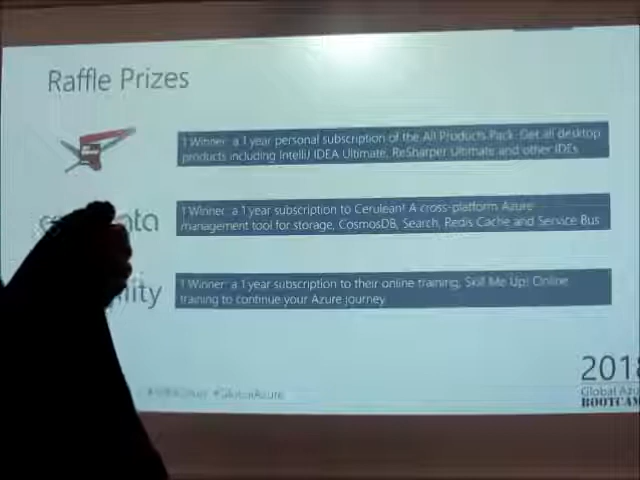 Raffle Prizes
1 Winner: a 1 year personal subscription of the All Products Pack. Get all desktop
products including IntelliJ IDEA Ultimate, ReSharper Ultimate and other IDEs
1 Winner: a 1 year subscription to Cerulean! A cross-platform Azure
management tool for storage, CosmosDB, Search, Redis Cache and Service Bus
1 Winner: a 1 year subscription to their online training, Skill Me Up! Online
training to continue your Azure journey
#GlobalAzure
2018
Global Azu
BOOTCAM